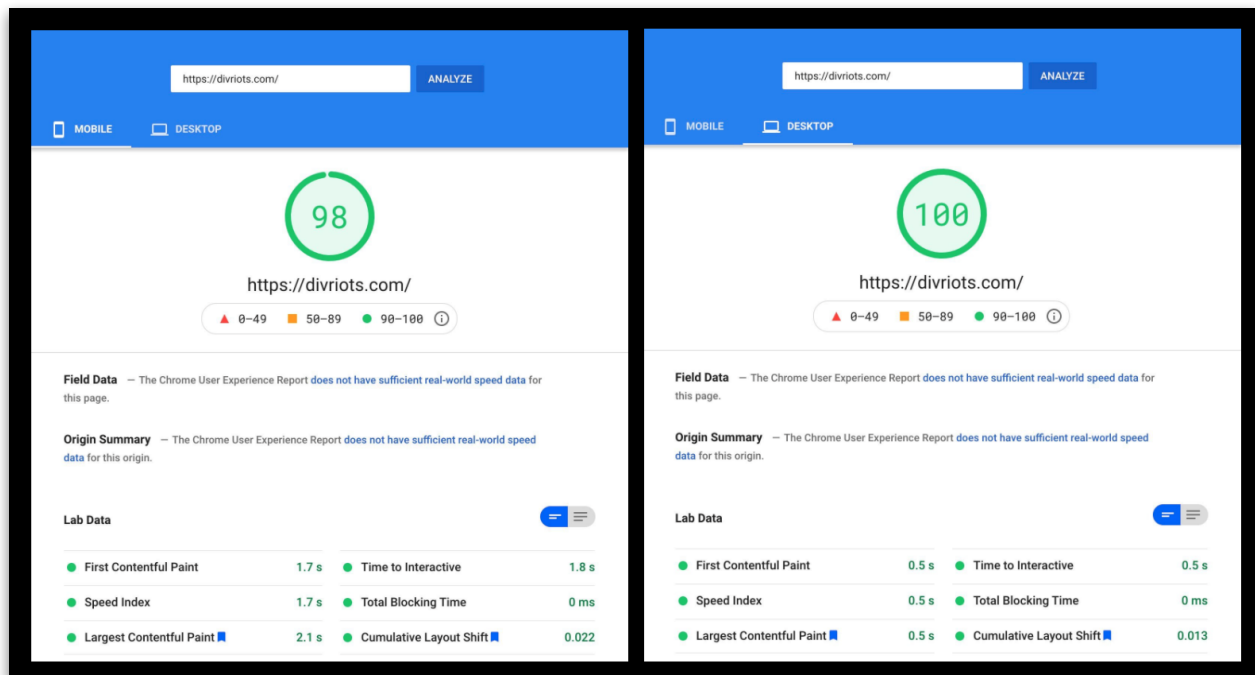 https://divriots.com/ ANALYZE
MOBILE DESKTOP
98
https://divriots.com/
0–49 50–89 90–100
Field Data — The Chrome User Experience Report does not have sufficient real-world speed data for
this page.
Origin Summary — The Chrome User Experience Report does not have sufficient real-world speed
data for this origin.
Lab Data
First Contentful Paint 1.7 s Time to Interactive 1.8 s
Speed Index 1.7 s Total Blocking Time 0 ms
Largest Contentful Paint 2.1 s Cumulative Layout Shift 0.022
https://divriots.com/ ANALYZE
MOBILE DESKTOP
100
https://divriots.com/
0–49 50–89 90–100
Field Data — The Chrome User Experience Report does not have sufficient real-world speed data for
this page.
Origin Summary — The Chrome User Experience Report does not have sufficient real-world speed
data for this origin.
Lab Data
First Contentful Paint 0.5 s Time to Interactive 0.5 s
Speed Index 0.5 s Total Blocking Time 0 ms
Largest Contentful Paint 0.5 s Cumulative Layout Shift 0.013